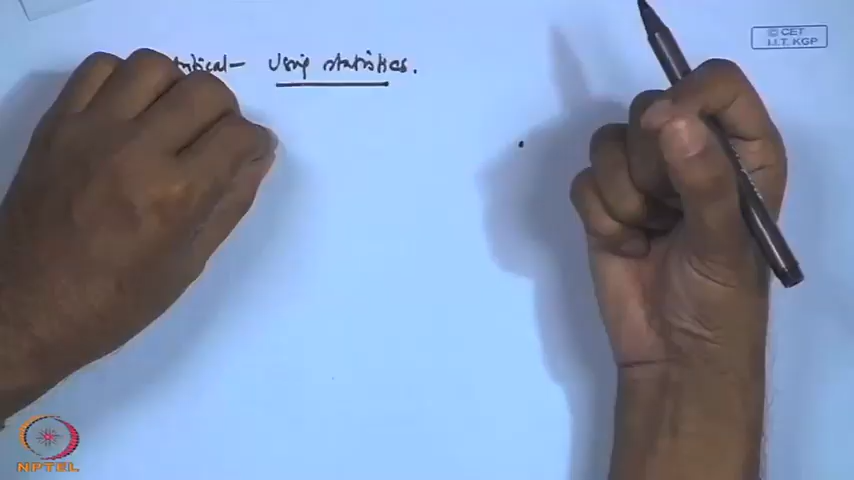 Using statistics.
© CET
I.I.T. KGP
NPTEL